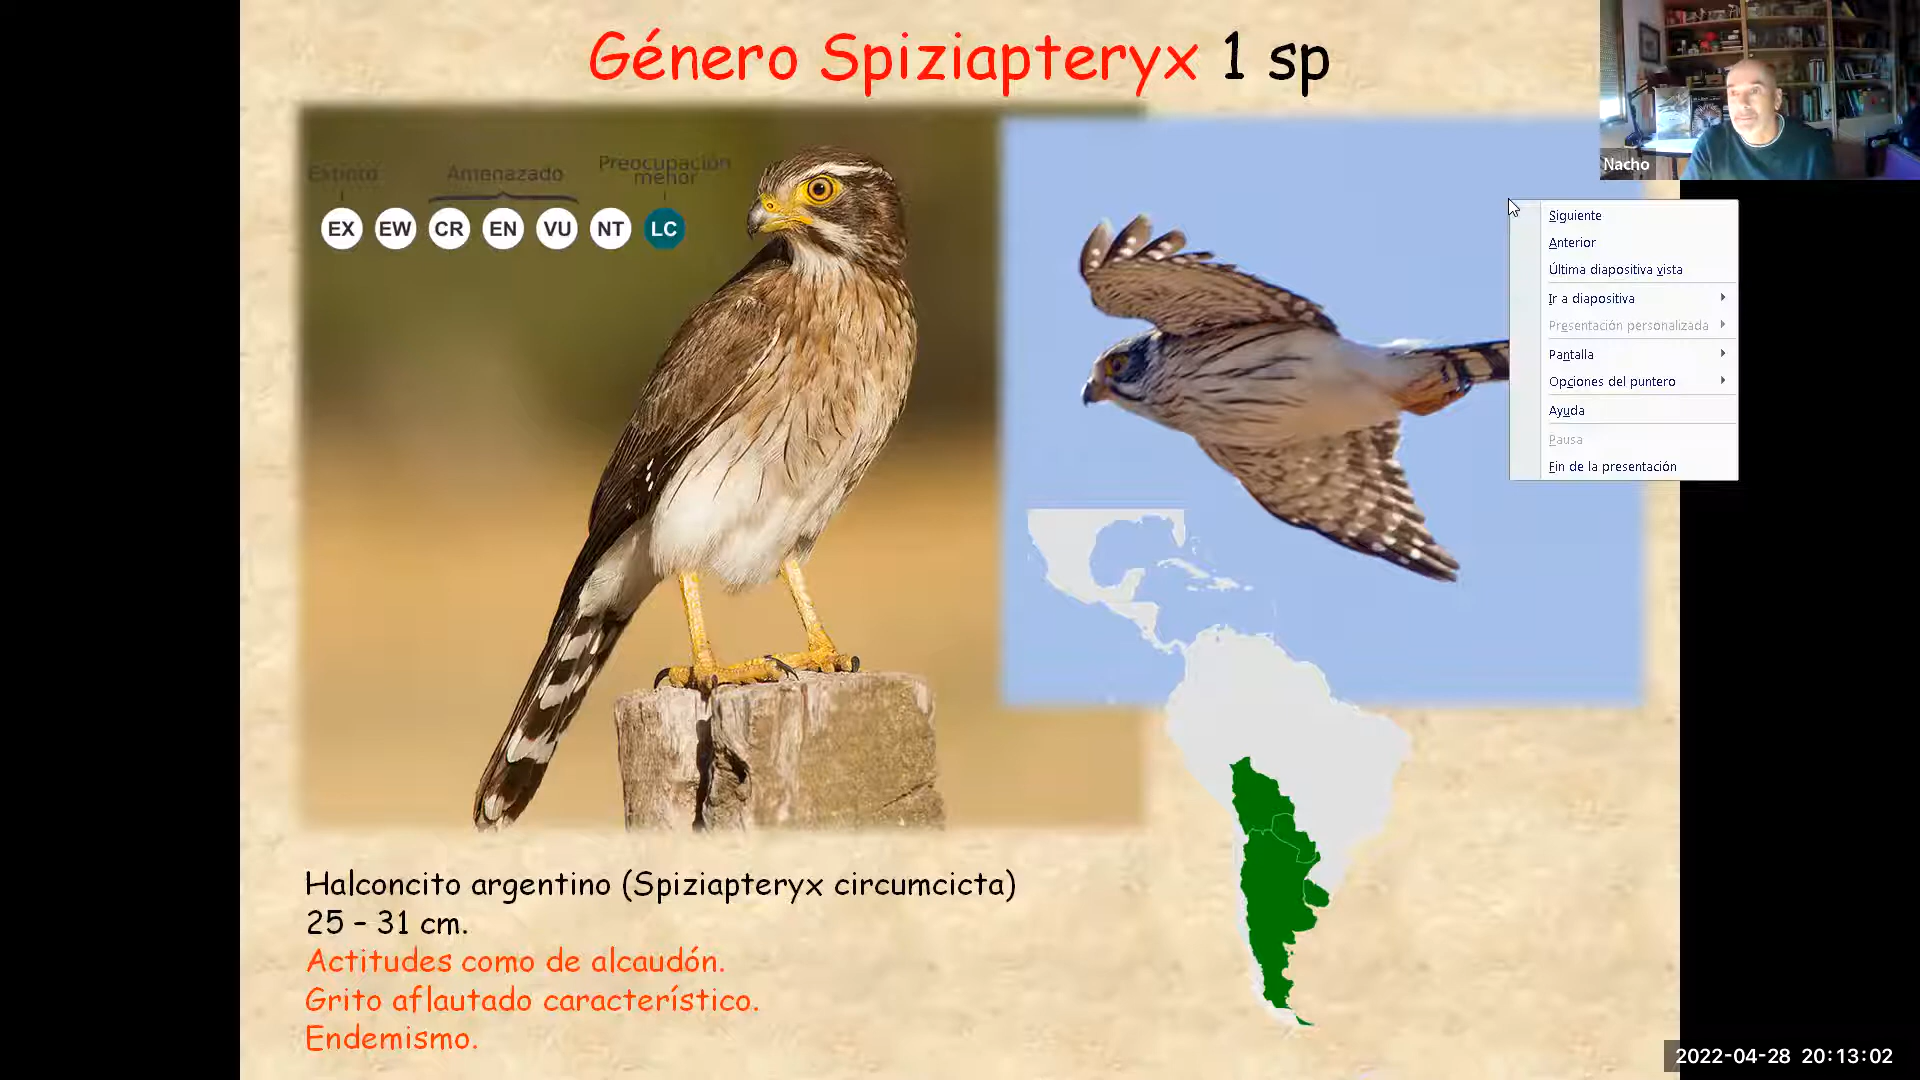 Género Spiziapteryx 1 sp
Extinto
Amenazado
Preocupación
menor
EX EW CR EN VU NT LC
Nacho
Siguiente
Anterior
Última diapositiva vista
Ir a diapositiva
Presentación personalizada
Pantalla
Opciones del puntero
Ayuda
Pausa
Fin de la presentación
Halconcito argentino (Spiziapteryx circumcicta)
25 – 31 cm.
Actitudes como de alcaudón.
Grito aflautado característico.
Endemismo.
2022-04-28 20:13:02